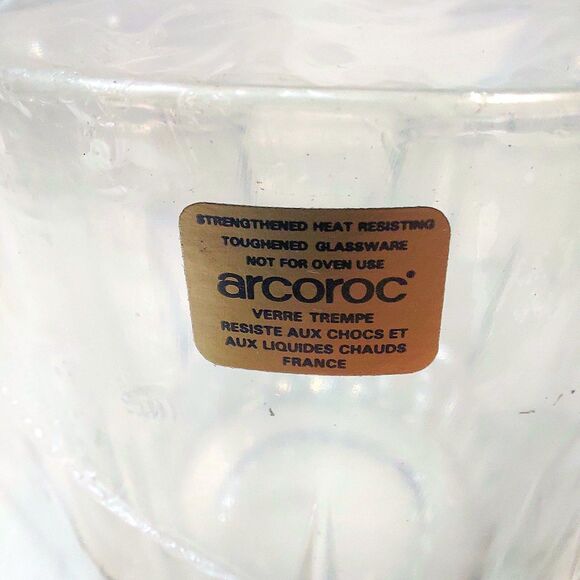 STRENGTHENED HEAT RESISTING
TOUGHENED GLASSWARE
NOT FOR OVEN USE
arcoroc®
VERRE TREMPE
RESISTE AUX CHOCS ET
AUX LIQUIDES CHAUDS
FRANCE